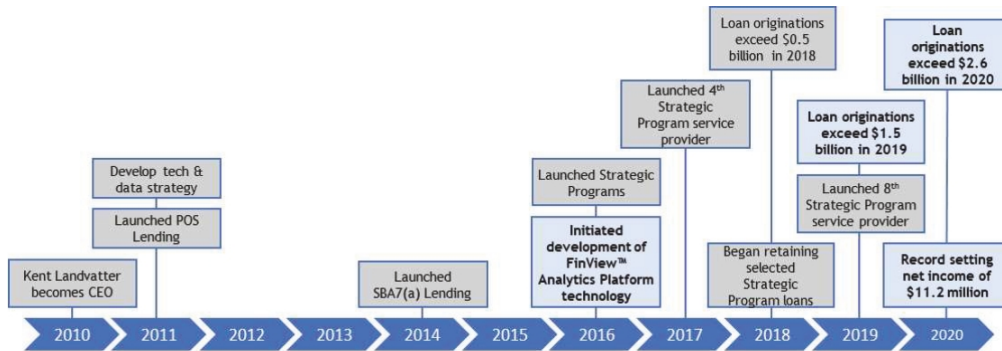 Kent Landvatter
becomes CEO
Develop tech &
data strategy
Launched POS
Lending
Launched
SBA7(a) Lending
Launched Strategic
Programs
Initiated
development of
FinView™
Analytics Platform
technology
Launched 4th
Strategic
Program service
provider
Loan originations
exceed $0.5
billion in 2018
Began retaining
selected
Strategic
Program loans
Loan originations
exceed $1.5
billion in 2019
Launched 8th
Strategic Program
service provider
Loan
originations
exceed $2.6
billion in 2020
Record setting
net income of
$11.2 million
2010
2011
2012
2013
2014
2015
2016
2017
2018
2019
2020